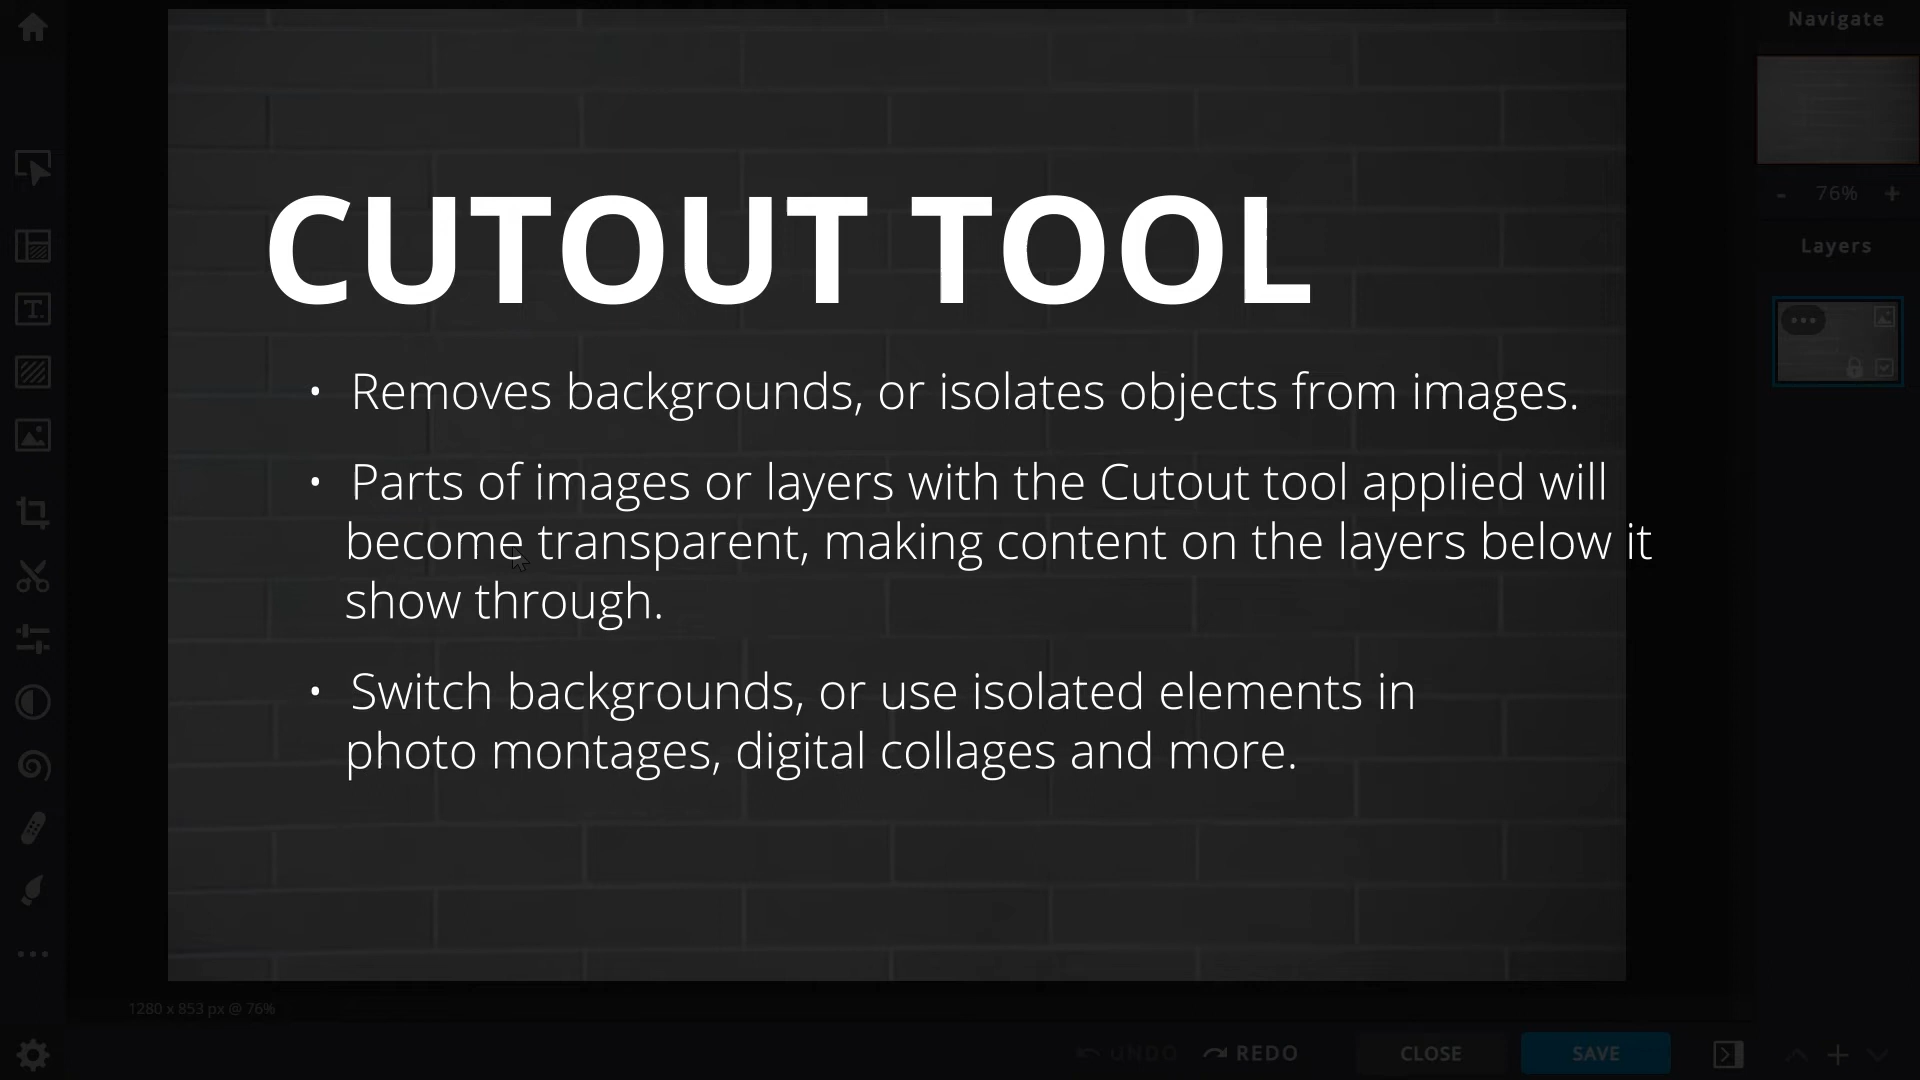 Navigate
76%
Layers
CUTOUT TOOL
• Removes backgrounds, or isolates objects from images.
• Parts of images or layers with the Cutout tool applied will
become transparent, making content on the layers below it
show through.
• Switch backgrounds, or use isolated elements in
photo montages, digital collages and more.
1280 x 853 px @ 76%
UNDO REDO CLOSE SAVE